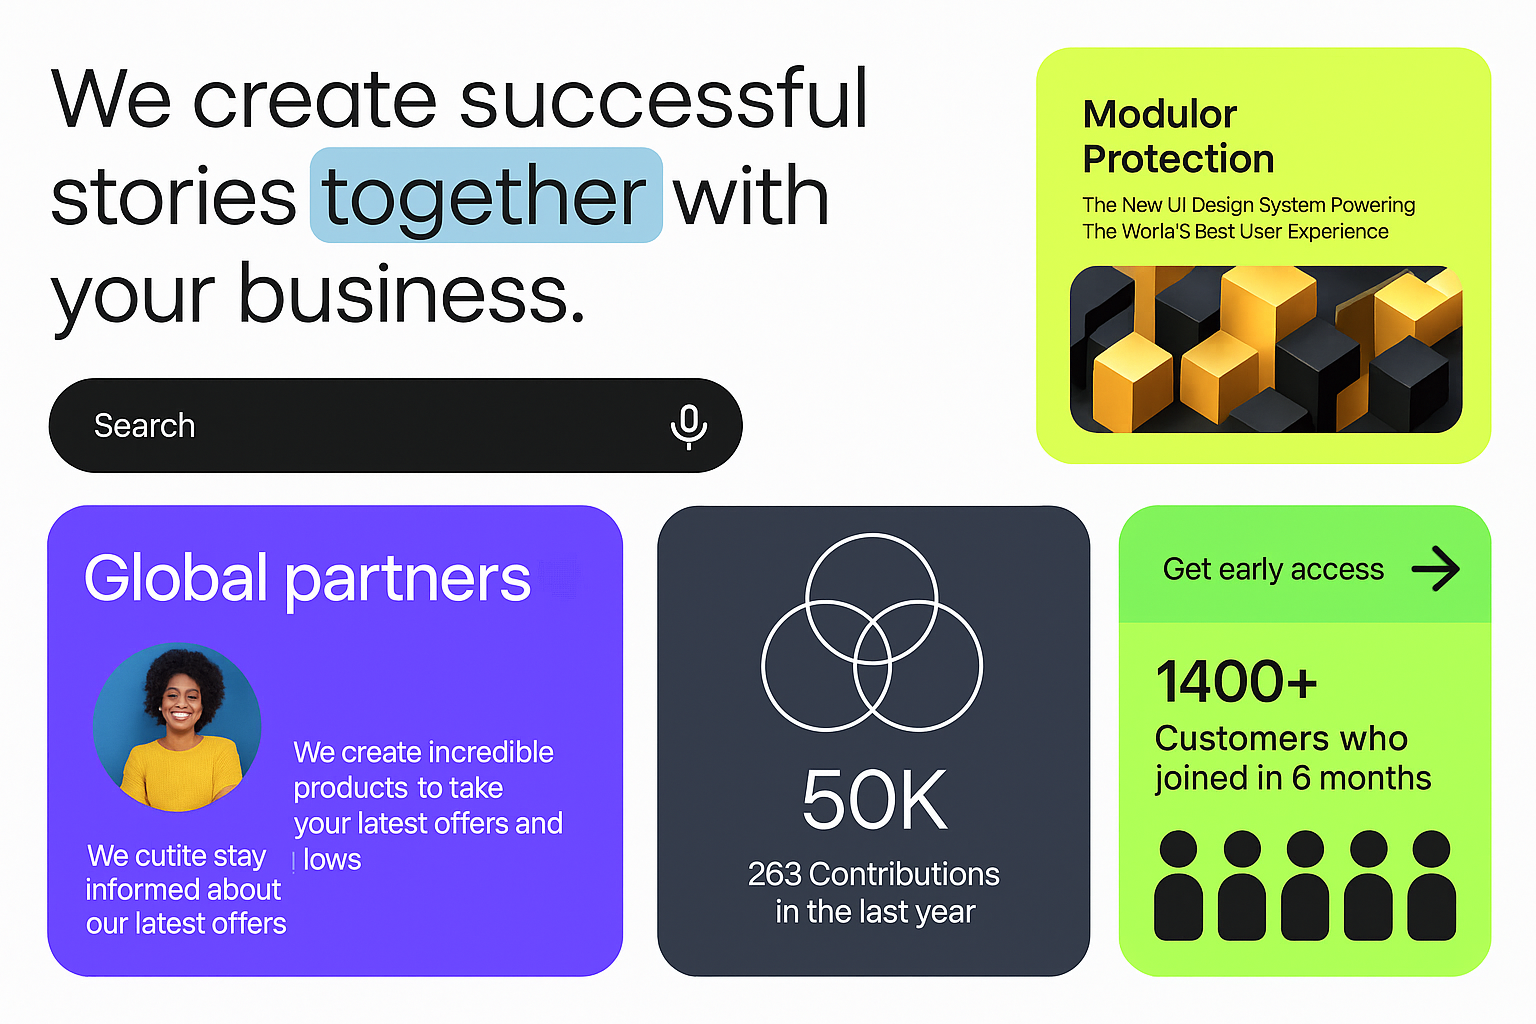 We create successful
stories together with
your business.
Search
Modulor
Protection
The New UI Design System Powering
The Worla'S Best User Experience
Global partners
We create incredible
products to take
your latest offers and
lows
We cutite stay
informed about
our latest offers
50K
263 Contributions
in the last year
Get early access
1400+
Customers who
joined in 6 months